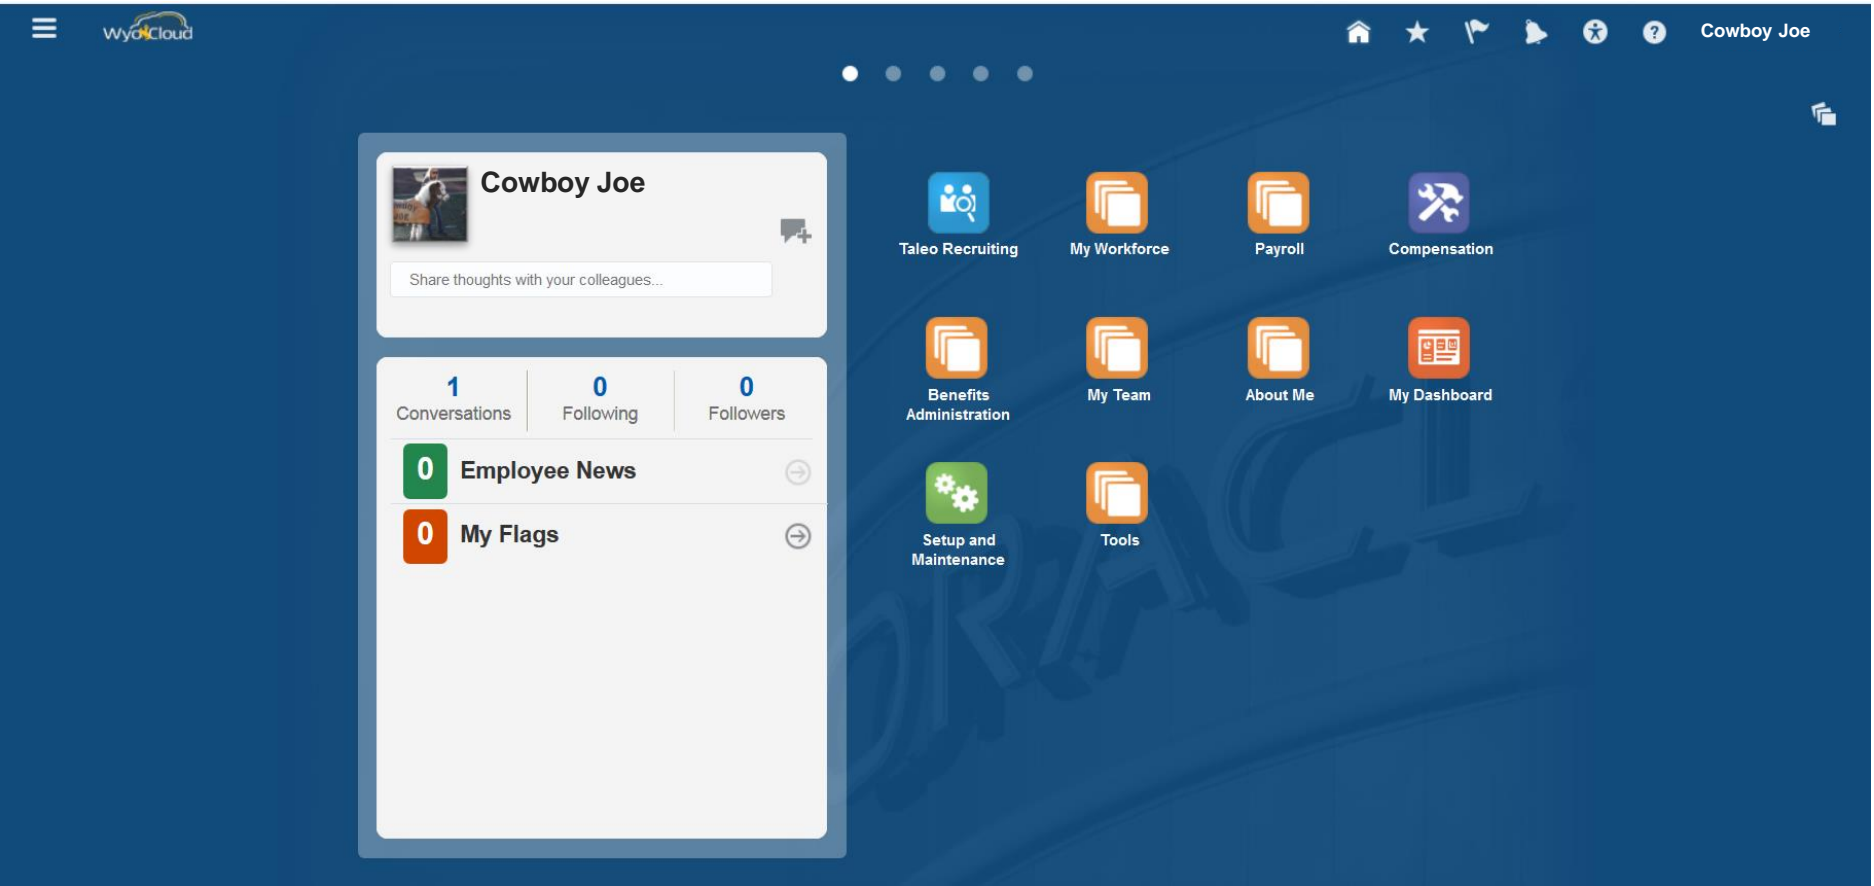 WyoCloud
Cowboy Joe
Cowboy Joe
Share thoughts with your colleagues...
1
Conversations
0
Following
0
Followers
0 Employee News
0 My Flags
Taleo Recruiting
My Workforce
Payroll
Compensation
Benefits
Administration
My Team
About Me
My Dashboard
Setup and
Maintenance
Tools
ORACL